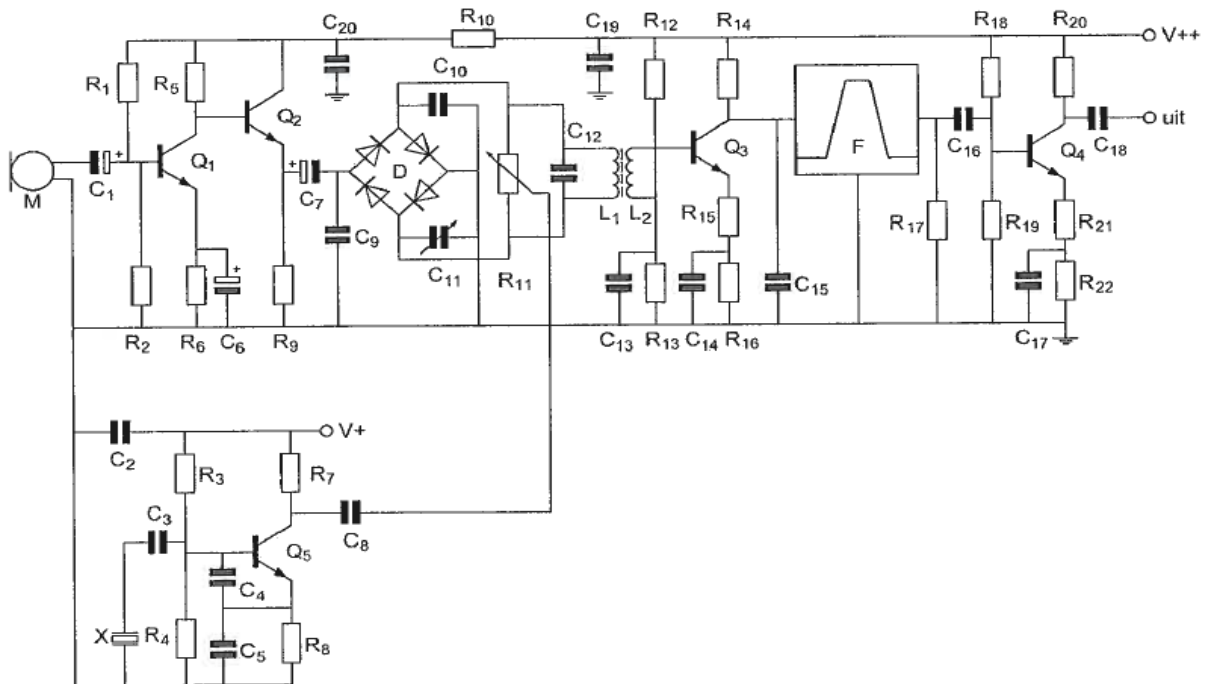 C20
R10
C19
R12
R14
R18
R20
V++
R1
R5
C10
Q2
C12
Q1
D
Q3
F
C16
Q4
C18
uit
+
C1
M
+
C7
C9
C11
R11
L1
L2
R15
R17
R19
R21
+
C15
R22
R2
R6
C6
R9
C13
R13
C14
R16
C17
V+
C2
R3
R7
C3
C8
Q5
C4
X
R4
C5
R8